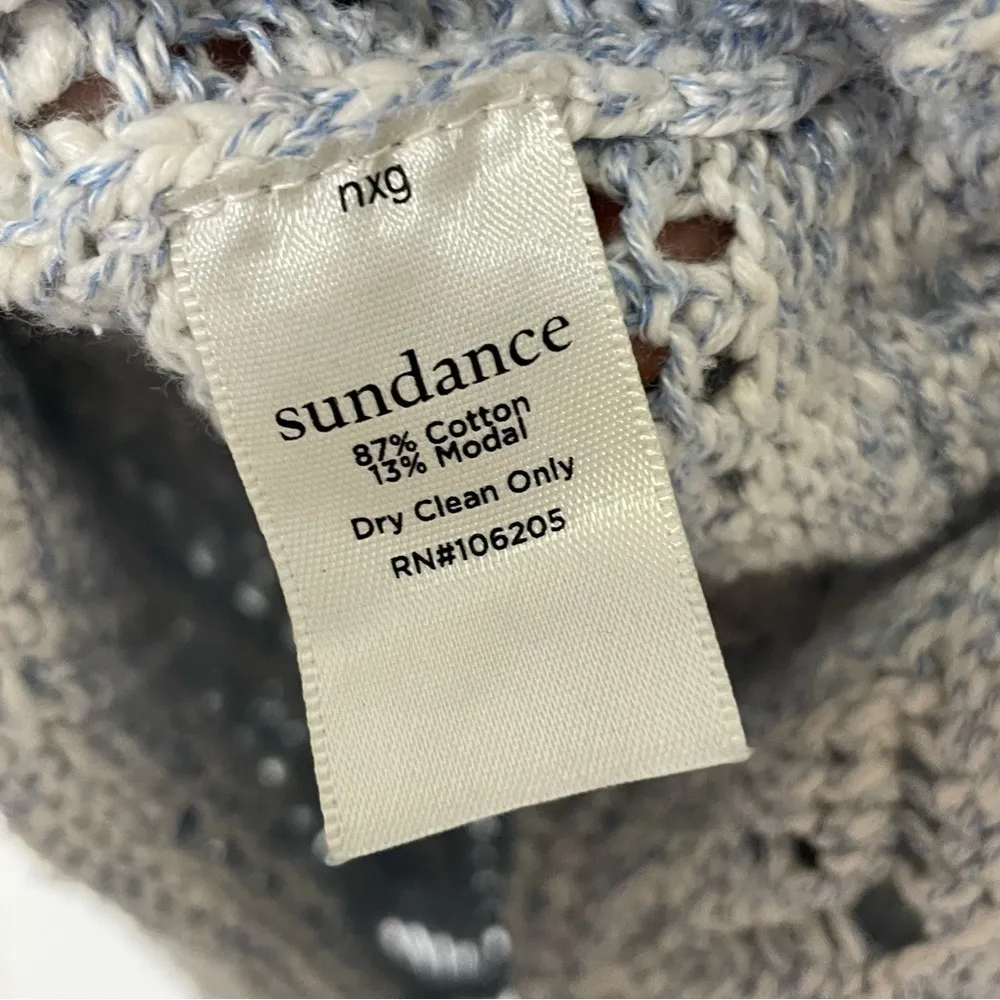 nxg
sundance
87% Cotton
13% Modal
Dry Clean Only
RN#106205